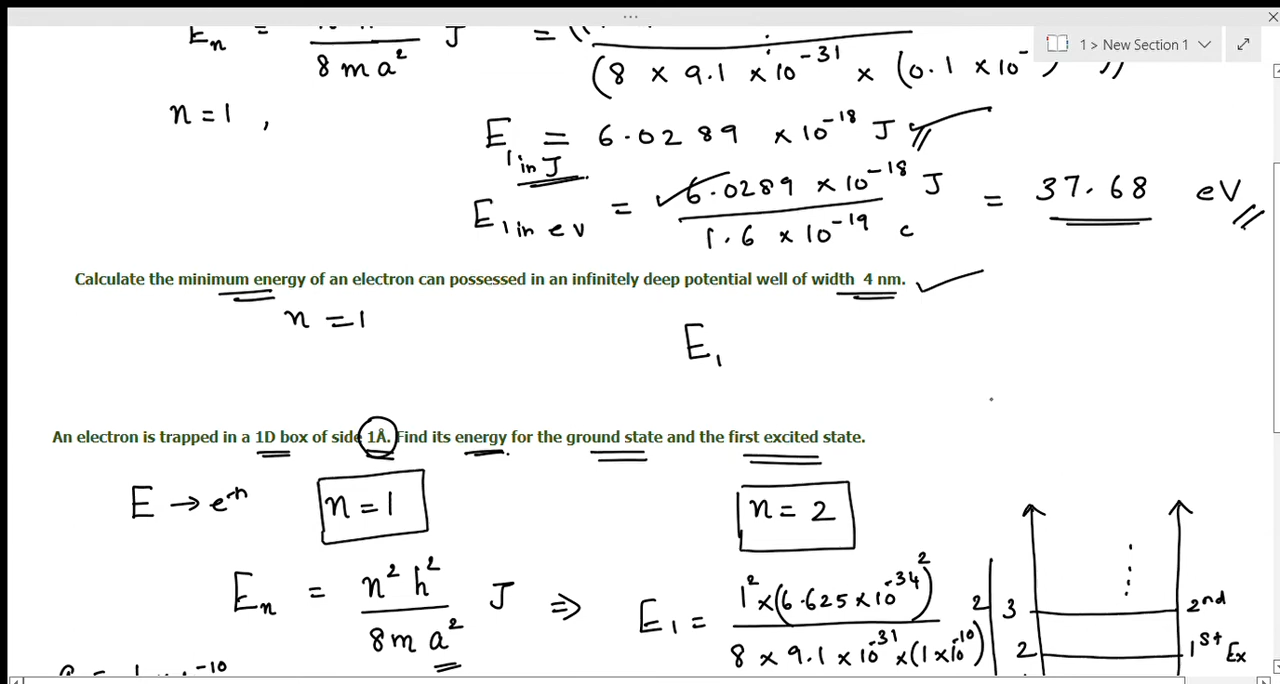 1 > New Section 1
Eₙ = J = (
8 m a² (8 × 9.1 × 10⁻³¹ × (0.1 × 10⁻
n = 1 ,
E₁ in J = 6.0289 × 10⁻¹⁸ J
E₁ in ev = 6.0289 × 10⁻¹⁸ J / 1.6 × 10⁻¹⁹ c = 37.68 eV
Calculate the minimum energy of an electron can possessed in an infinitely deep potential well of width 4 nm.
n = 1
E₁
An electron is trapped in a 1D box of side 1Å. Find its energy for the ground state and the first excited state.
E → e⁻n n = 1 n = 2
Eₙ = n² h² / 8 m a² J ⇒ E₁ = 1² × (6.625 × 10⁻³⁴)² / 8 × 9.1 × 10⁻³¹ × (1 × 10⁻¹⁰)²
3 2nd
2 1st Ex